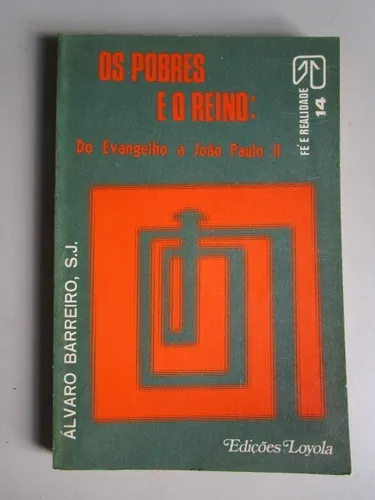 OS POBRES
E O REINO:
Do Evangelho a João Paulo II
FÉ E REALIDADE
14
ÁLVARO BARREIRO, S.J.
Edições Loyola